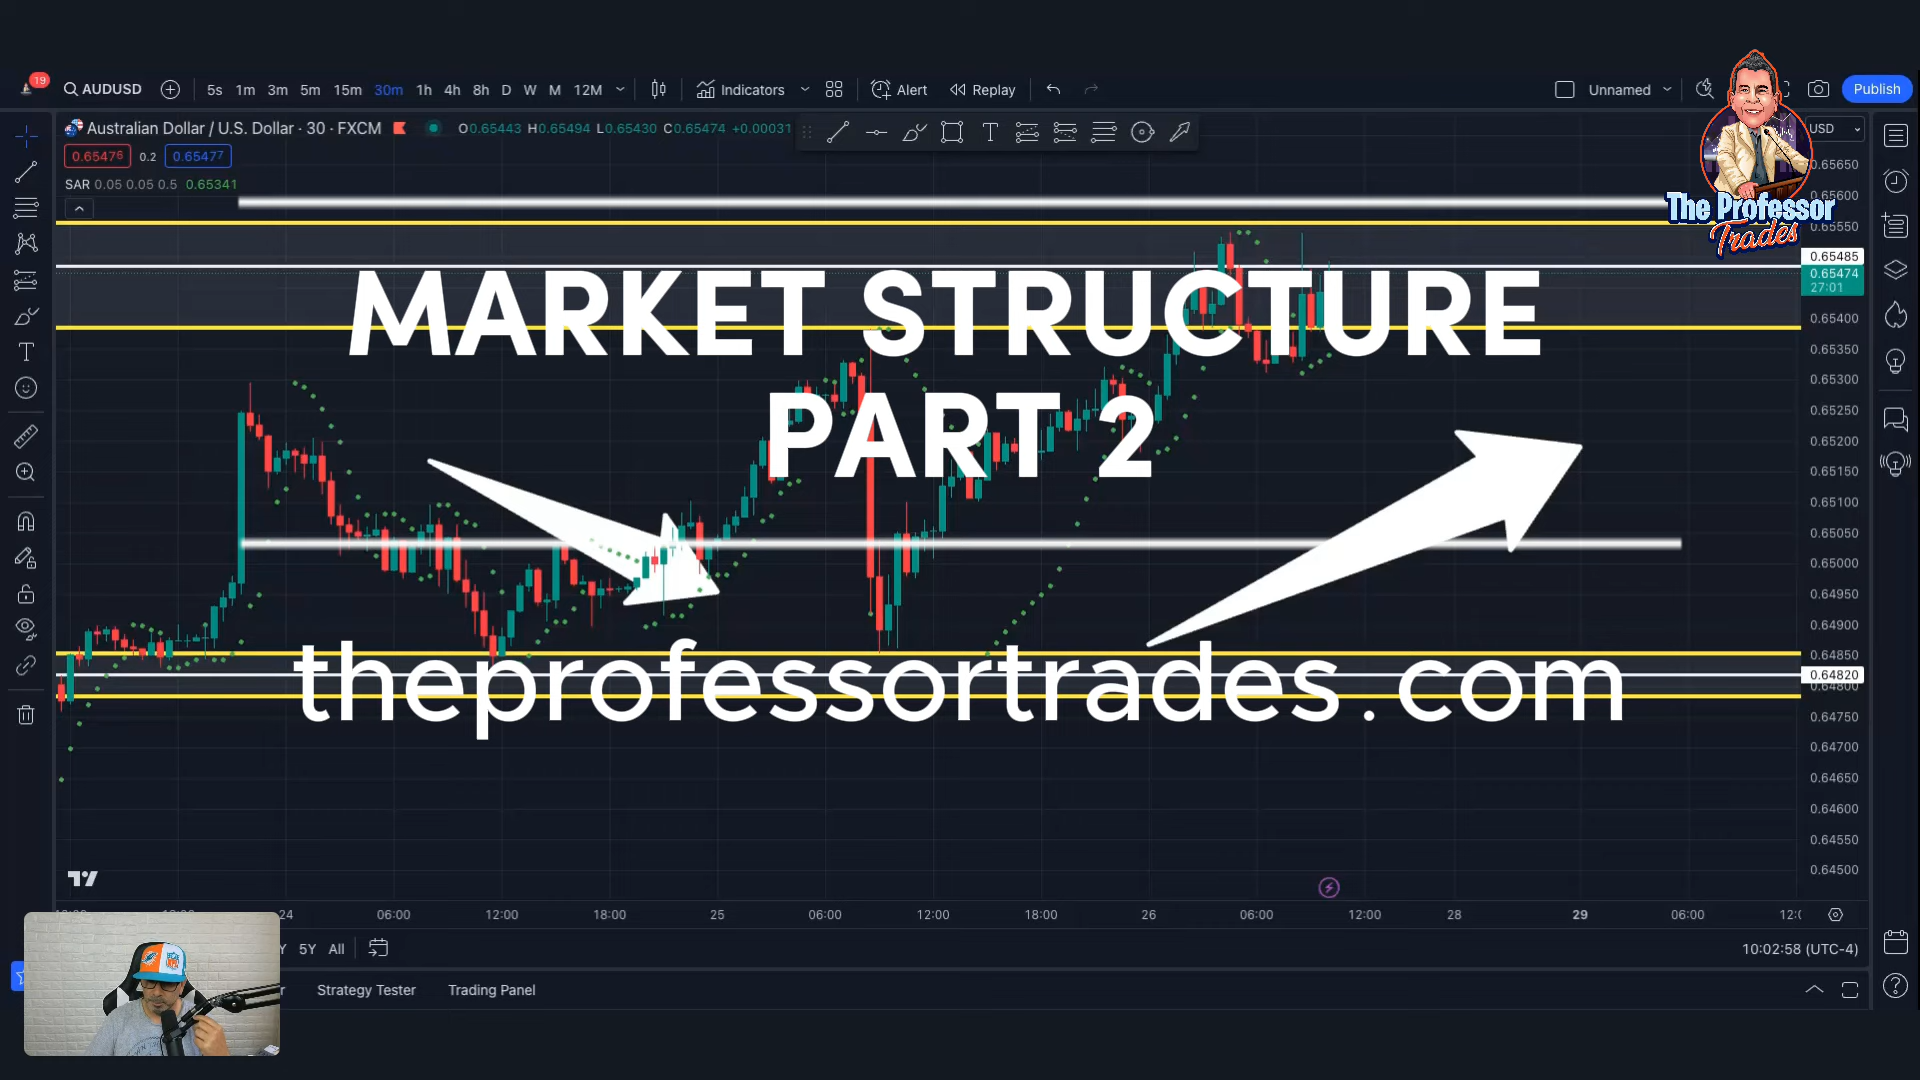 19
AUDUSD
5s 1m 3m 5m 15m 30m 1h 4h 8h D W M 12M
Indicators
Alert
Replay
Unnamed
Publish
Australian Dollar / U.S. Dollar · 30 · FXCM
O0.65443 H0.65494 L0.65430 C0.65474 +0.00031
USD
0.65476 0.2 0.65477
SAR 0.05 0.05 0.5 0.65341
The Professor
Trades
0.65650
0.65600
0.65550
0.65485
0.65474
27:01
0.65400
0.65350
0.65300
0.65250
0.65200
0.65150
0.65100
0.65050
0.65000
0.64950
0.64900
0.64850
0.64820
0.64800
0.64750
0.64700
0.64650
0.64600
0.64550
0.64500
MARKET STRUCTURE
PART 2
theprofessortrades.com
24 06:00 12:00 18:00 25 06:00 12:00 18:00 26 06:00 12:00 28 29 06:00
5Y All
10:02:58 (UTC-4)
Strategy Tester
Trading Panel